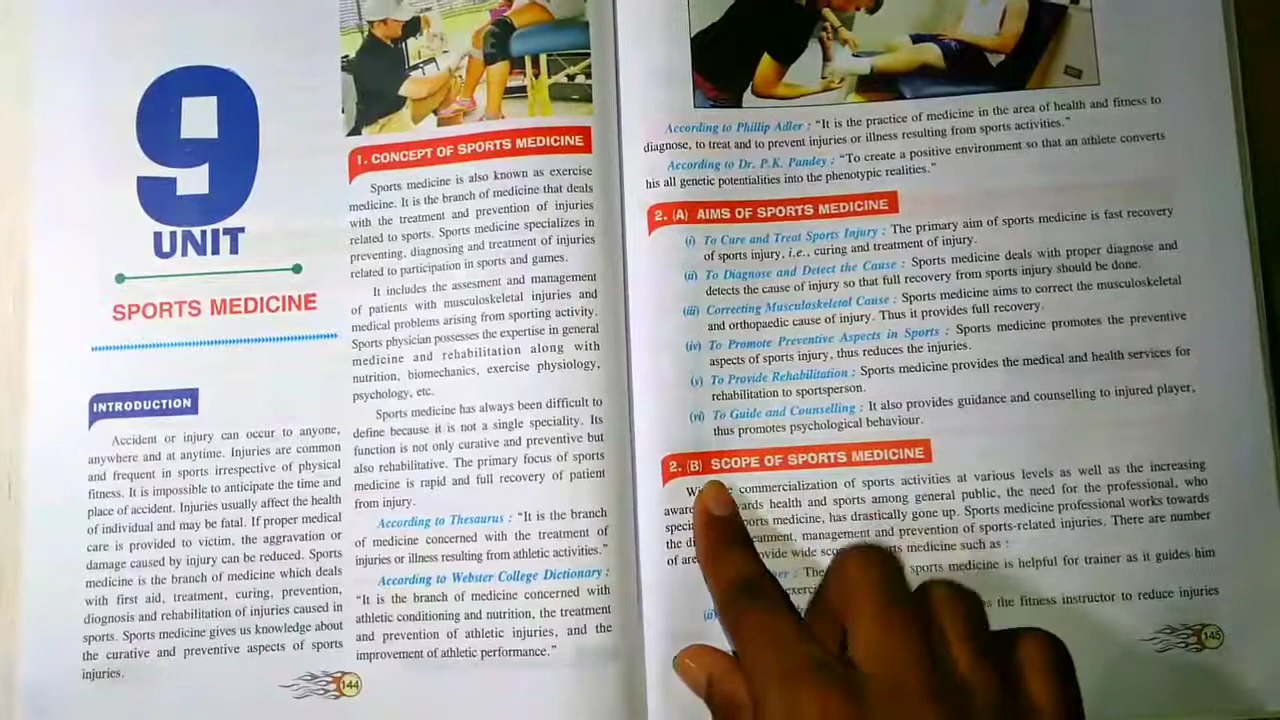 9
UNIT
SPORTS MEDICINE
INTRODUCTION
Accident or injury can occur to anyone,
anywhere and at anytime. Injuries are common
and frequent in sports irrespective of physical
fitness. It is impossible to anticipate the time and
place of accident. Injuries usually affect the health
of individual and may be fatal. If proper medical
care is provided to victim, the aggravation or
damage caused by injury can be reduced. Sports
medicine is the branch of medicine which deals
with first aid, treatment, curing, prevention,
diagnosis and rehabilitation of injuries caused in
sports. Sports medicine gives us knowledge about
the curative and preventive aspects of sports
injuries.
1. CONCEPT OF SPORTS MEDICINE
Sports medicine is also known as exercise
medicine. It is the branch of medicine that deals
with the treatment and prevention of injuries
related to sports. Sports medicine specializes in
preventing, diagnosing and treatment of injuries
related to participation in sports and games.
It includes the assesment and management
of patients with musculoskeletal injuries and
medical problems arising from sporting activity.
Sports physician possesses the expertise in general
medicine and rehabilitation along with
nutrition, biomechanics, exercise physiology,
psychology, etc.
Sports medicine has always been difficult to
define because it is not a single speciality. Its
function is not only curative and preventive but
also rehabilitative. The primary focus of sports
medicine is rapid and full recovery of patient
from injury.
According to Thesaurus : “It is the branch
of medicine concerned with the treatment of
injuries or illness resulting from athletic activities.”
According to Webster College Dictionary :
“It is the branch of medicine concerned with
athletic conditioning and nutrition, the treatment
and prevention of athletic injuries, and the
improvement of athletic performance.”
144
According to Phillip Adler : “It is the practice of medicine in the area of health and fitness to
diagnose, to treat and to prevent injuries or illness resulting from sports activities.”
According to Dr. P.K. Pandey : “To create a positive environment so that an athlete converts
his all genetic potentialities into the phenotypic realities.”
2. (A) AIMS OF SPORTS MEDICINE
(i) To Cure and Treat Sports Injury : The primary aim of sports medicine is fast recovery
of sports injury, i.e., curing and treatment of injury.
(ii) To Diagnose and Detect the Cause : Sports medicine deals with proper diagnose and
detects the cause of injury so that full recovery from sports injury should be done.
(iii) Correcting Musculoskeletal Cause : Sports medicine aims to correct the musculoskeletal
and orthopaedic cause of injury. Thus it provides full recovery.
(iv) To Promote Preventive Aspects in Sports : Sports medicine promotes the preventive
aspects of sports injury, thus reduces the injuries.
(v) To Provide Rehabilitation : Sports medicine provides the medical and health services for
rehabilitation to sportsperson.
(vi) To Guide and Counselling : It also provides guidance and counselling to injured player,
thus promotes psychological behaviour.
2. (B) SCOPE OF SPORTS MEDICINE
commercialization of sports activities at various levels as well as the increasing
health and sports among general public, the need for the professional, who
medicine, has drastically gone up. Sports medicine professional works towards
the management and prevention of sports-related injuries. There are number
of wide medicine such as :
sports medicine is helpful for trainer as it guides him
(ii) the fitness instructor to reduce injuries
145